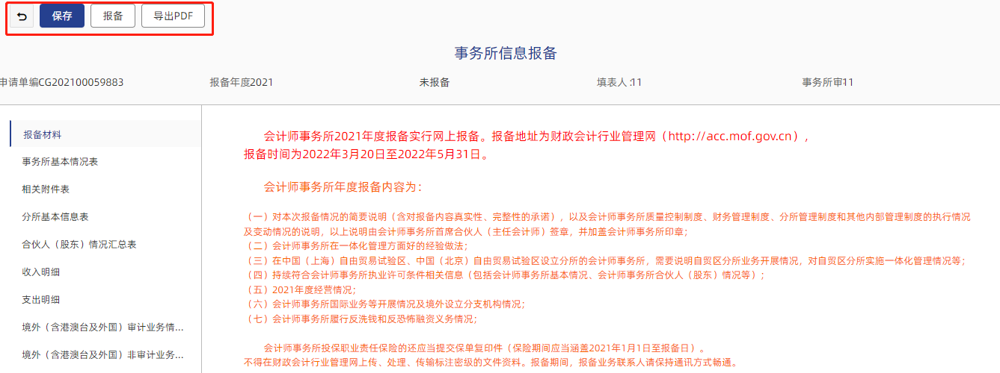 保存 报备 导出PDF
事务所信息报备
申请单编CG202100059883 报备年度2021 未报备 填表人:11 事务所审11
报备材料
事务所基本情况表
相关附件表
分所基本信息表
合伙人（股东）情况汇总表
收入明细
支出明细
境外（含港澳台及外国）审计业务情...
境外（含港澳台及外国）非审计业务...
会计师事务所2021年度报备实行网上报备。报备地址为财政会计行业管理网（http://acc.mof.gov.cn），
报备时间为2022年3月20日至2022年5月31日。
会计师事务所年度报备内容为：
（一）对本次报备情况的简要说明（含对报备内容真实性、完整性的承诺），以及会计师事务所质量控制制度、财务管理制度、分所管理制度和其他内部管理制度的执行情况
及变动情况的说明，以上说明由会计师事务所首席合伙人（主任会计师）签章，并加盖会计师事务所印章；
（二）会计师事务所在一体化管理方面好的经验做法；
（三）在中国（上海）自由贸易试验区、中国（北京）自由贸易试验区设立分所的会计师事务所，需要说明自贸区分所业务开展情况，对自贸区分所实施一体化管理情况等；
（四）持续符合会计师事务所执业许可条件相关信息（包括会计师事务所基本情况、会计师事务所合伙人（股东）情况等）；
（五）2021年度经营情况；
（六）会计师事务所国际业务等开展情况及境外设立分支机构情况；
（七）会计师事务所履行反洗钱和反恐怖融资义务情况；
会计师事务所投保职业责任保险的还应当提交保单复印件（保险期间应当涵盖2021年1月1日至报备日）。
不得在财政会计行业管理网上传、处理、传输标注密级的文件资料。报备期间，报备业务联系人请保持通讯方式畅通。